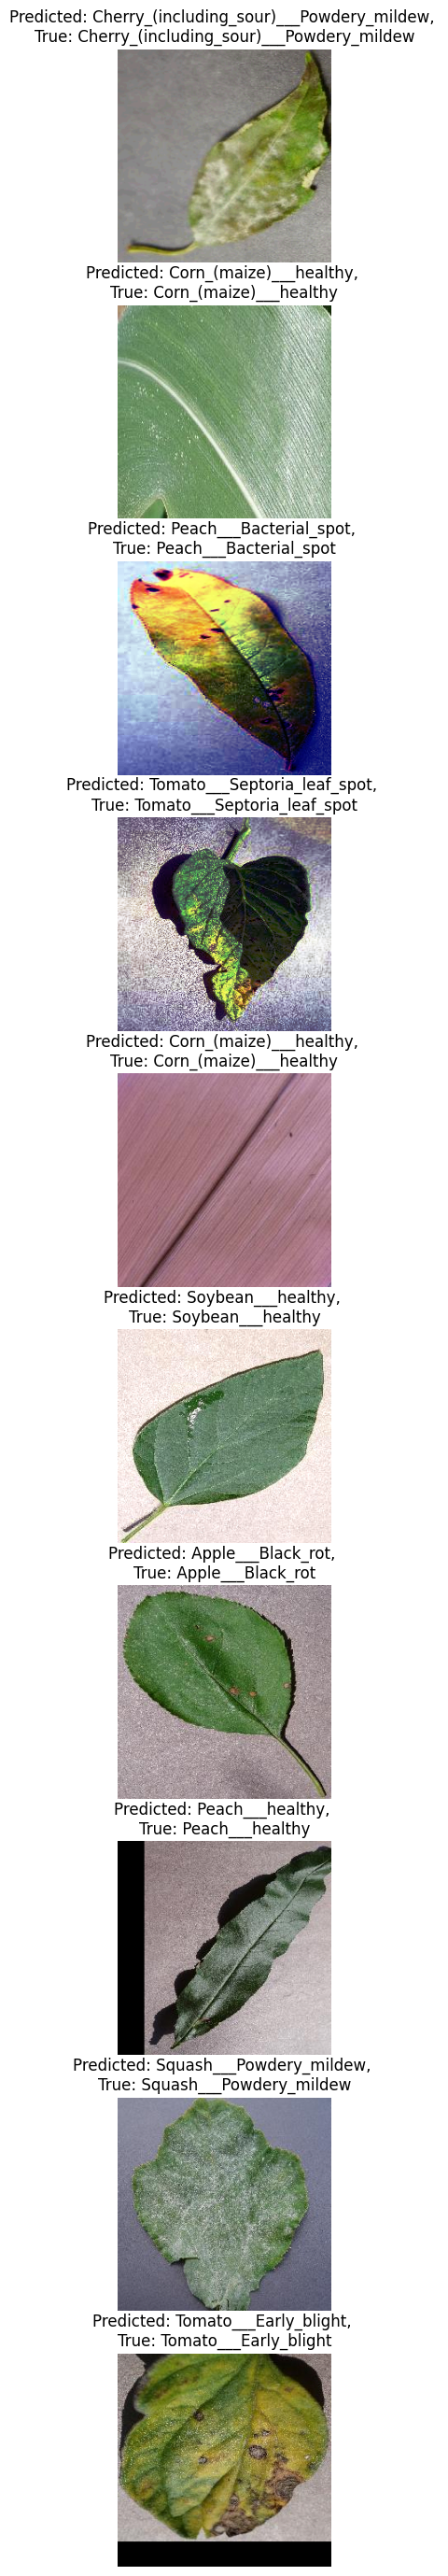 Predicted: Cherry_(including_sour)___Powdery_mildew,
True: Cherry_(including_sour)___Powdery_mildew
Predicted: Corn_(maize)___healthy,
True: Corn_(maize)___healthy
Predicted: Peach___Bacterial_spot,
True: Peach___Bacterial_spot
Predicted: Tomato___Septoria_leaf_spot,
True: Tomato___Septoria_leaf_spot
Predicted: Corn_(maize)___healthy,
True: Corn_(maize)___healthy
Predicted: Soybean___healthy,
True: Soybean___healthy
Predicted: Apple___Black_rot,
True: Apple___Black_rot
Predicted: Peach___healthy,
True: Peach___healthy
Predicted: Squash___Powdery_mildew,
True: Squash___Powdery_mildew
Predicted: Tomato___Early_blight,
True: Tomato___Early_blight